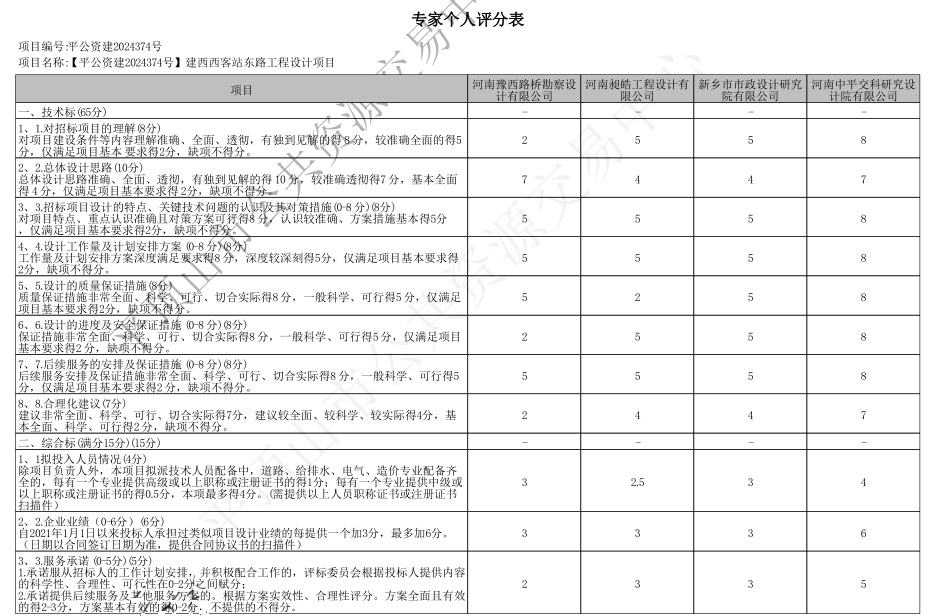 专家个人评分表
项目编号:平公资建2024374号
项目名称:【平公资建2024374号】建西西客站东路工程设计项目
项目 河南豫西路桥勘察设计有限公司 河南昶皓工程设计有限公司 新乡市市政设计研究院有限公司 河南中平交科研究设计院有限公司
一、技术标(65分) - - - -
1、1.对招标项目的理解(8分)
对项目建设条件等内容理解准确、全面、透彻，有独到见解的得 8 分，较准确全面的得5
分，仅满足项目基本 要求得2分，缺项不得分。
2 5 5 8
2、2.总体设计思路(10分)
总体设计思路准确、全面、透彻，有独到见解的得 10 分，较准确透彻得7 分，基本全面
得 4 分，仅满足项目基本要求得 2分，缺项不得分。
7 4 4 7
3、3.招标项目设计的特点、关键技术问题的认识及其对策措施(0-8 分)(8分)
对项目特点、重点认识准确且对策方案可行得8 分，认识较准确、方案措施基本得5分
，仅满足项目基本要求得2分，缺项不得分。
5 5 5 8
4、4.设计工作量及计划安排方案 (0-8 分)(8分)
工作量及计划安排方案深度满足要求得8 分，深度较深刻得5分，仅满足项目基本要求得
2分，缺项不得分。
5 5 5 8
5、5.设计的质量保证措施(8分)
质量保证措施非常全面、科学、可行、切合实际得8 分，一般科学、可行得5 分，仅满足
项目基本要求得2分，缺项不得分。
5 2 5 8
6、6.设计的进度及安全保证措施 (0-8 分)(8分)
保证措施非常全面、科学、可行、切合实际得8 分，一般科学、可行得5 分，仅满足项目
基本要求得2 分，缺项不得分。
2 5 5 8
7、7.后续服务的安排及保证措施 (0-8 分)(8分)
后续服务安排及保证措施非常全面、科学、可行、切合实际得8分，一般科学、可行得5
分，仅满足项目基本要求得2 分，缺项不得分。
5 5 5 8
8、8.合理化建议(7分)
建议非常全面、科学、可行、切合实际得7分，建议较全面、较科学、较实际得4分，基
本全面、科学、可行得2 分，缺项不得分。
2 4 4 7
二、综合标(满分15分)(15分) - - - -
1、1拟投入人员情况(4分)
除项目负责人外，本项目拟派技术人员配备中，道路、给排水、电气、造价专业配备齐
全的，每有一个专业提供高级或以上职称或注册证书的得1分；每有一个专业提供中级或
以上职称或注册证书的得0.5分，本项最多得4分。(需提供以上人员职称证书或注册证书
扫描件）
3 2.5 3 4
2、2.企业业绩（0-6分）(6分)
自2021年1月1日以来投标人承担过类似项目设计业绩的每提供一个加3分，最多加6分。
（日期以合同签订日期为准，提供合同协议书的扫描件）
3 3 3 6
3、3.服务承诺 (0-5分)(5分)
1.承诺服从招标人的工作计划安排，并积极配合工作的，评标委员会根据投标人提供内容
的科学性、合理性、可行性在0-2分之间赋分；
2.承诺提供后续服务及其他服务方案的。根据方案实效性、合理性评分。方案全面且有效
的得2-3分，方案基本有效的得0-2分，不提供的不得分。
2 3 3 5
平顶山市公共资源交易中心
平顶山市公共资源交易中心